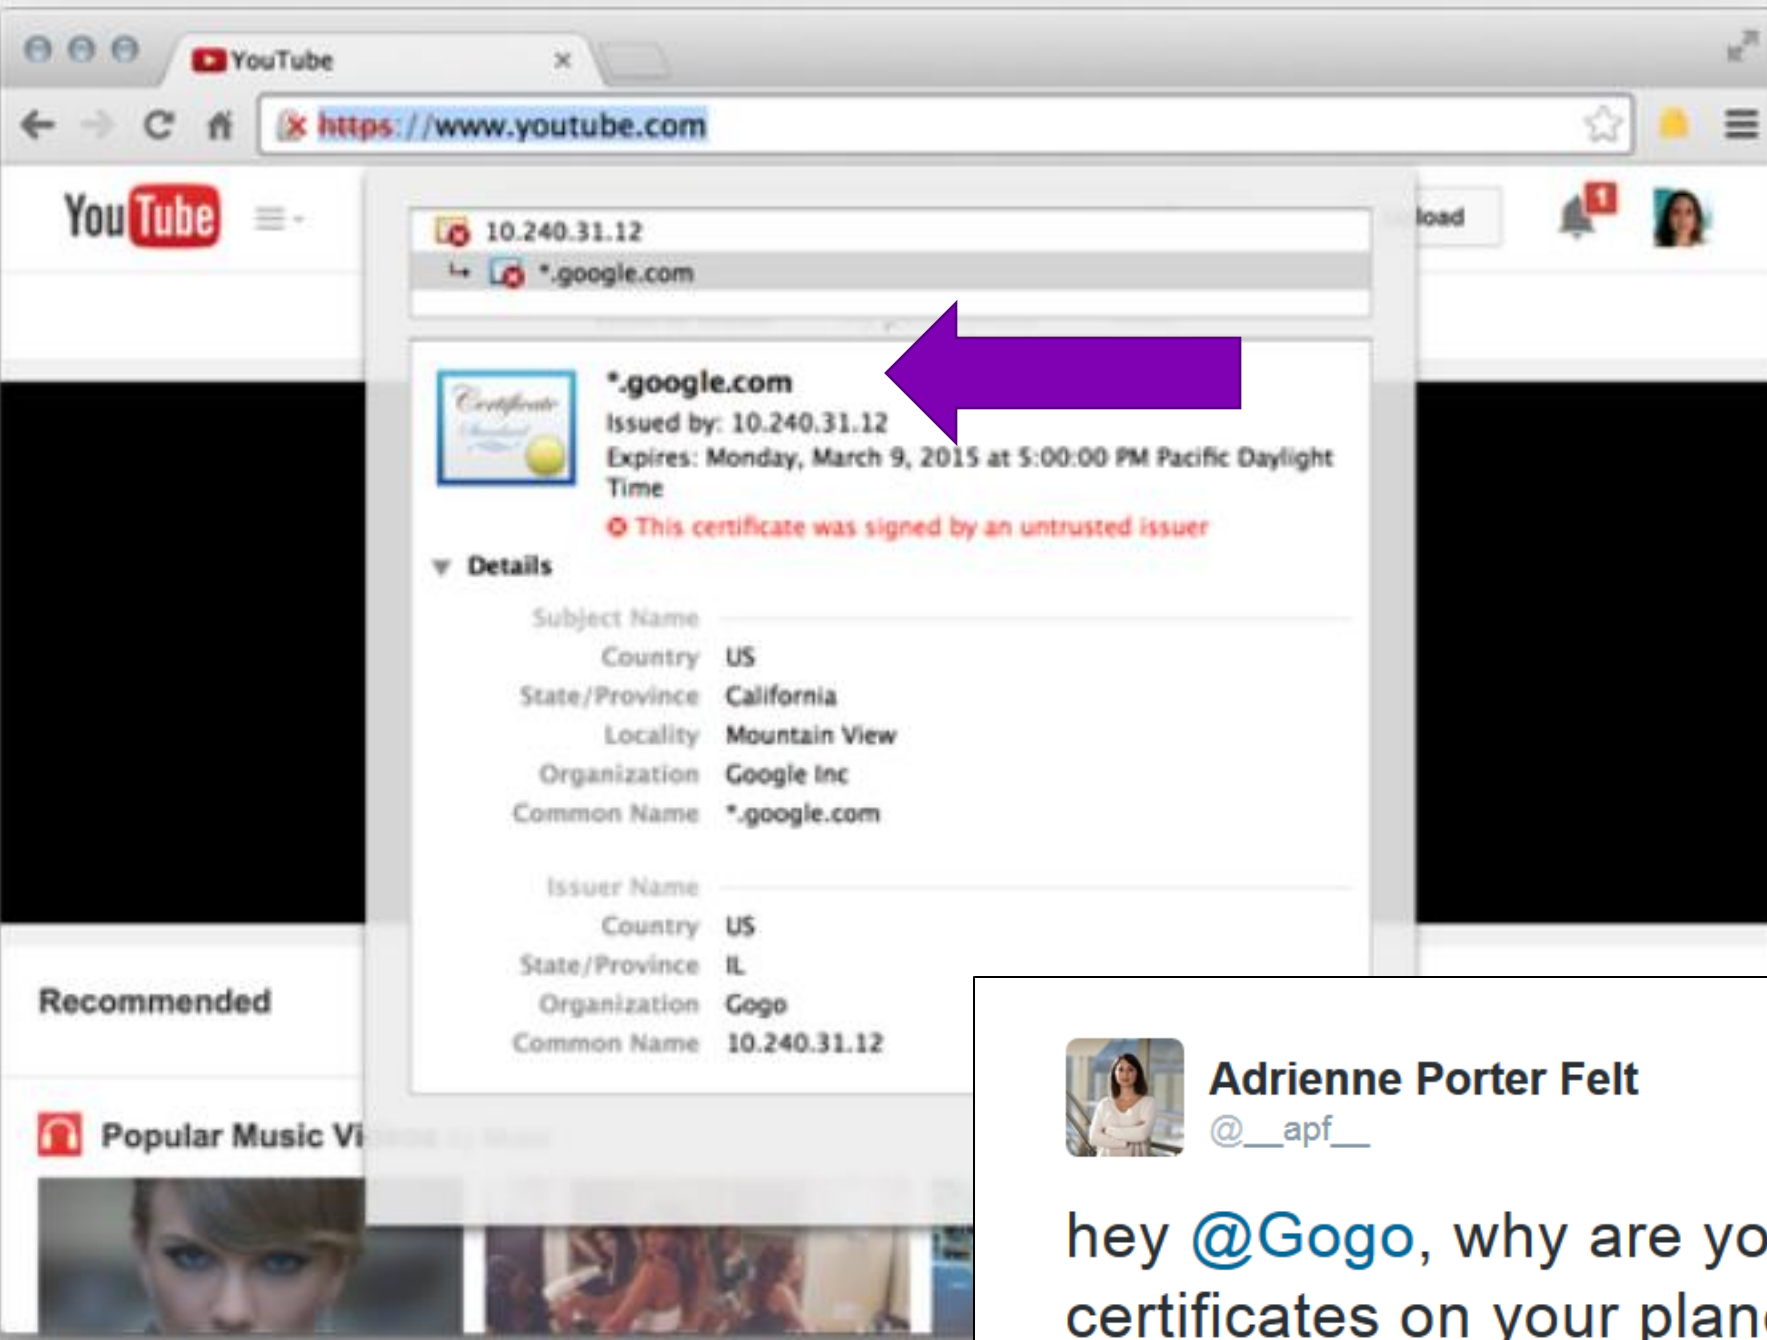 YouTube
https://www.youtube.com
YouTube
1
10.240.31.12
*.google.com
*.google.com
Certificate
Standard
Issued by: 10.240.31.12
Expires: Monday, March 9, 2015 at 5:00:00 PM Pacific Daylight
Time
This certificate was signed by an untrusted issuer
Details
Subject Name
Country US
State/Province California
Locality Mountain View
Organization Google Inc
Common Name *.google.com
Issuer Name
Country US
State/Province IL
Organization Gogo
Common Name 10.240.31.12
Recommended
Popular Music Vi
Adrienne Porter Felt
@__apf__
hey @Gogo, why are yo
certificates on your plan